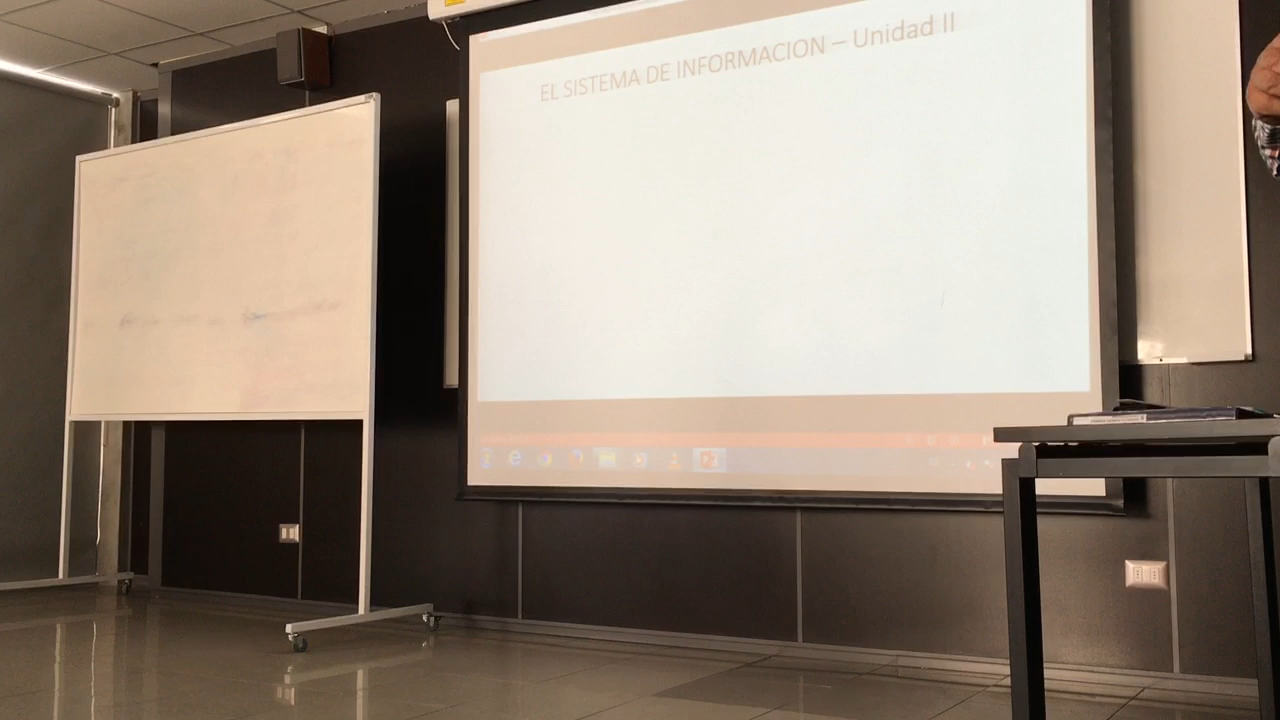 EL SISTEMA DE INFORMACION – Unidad II